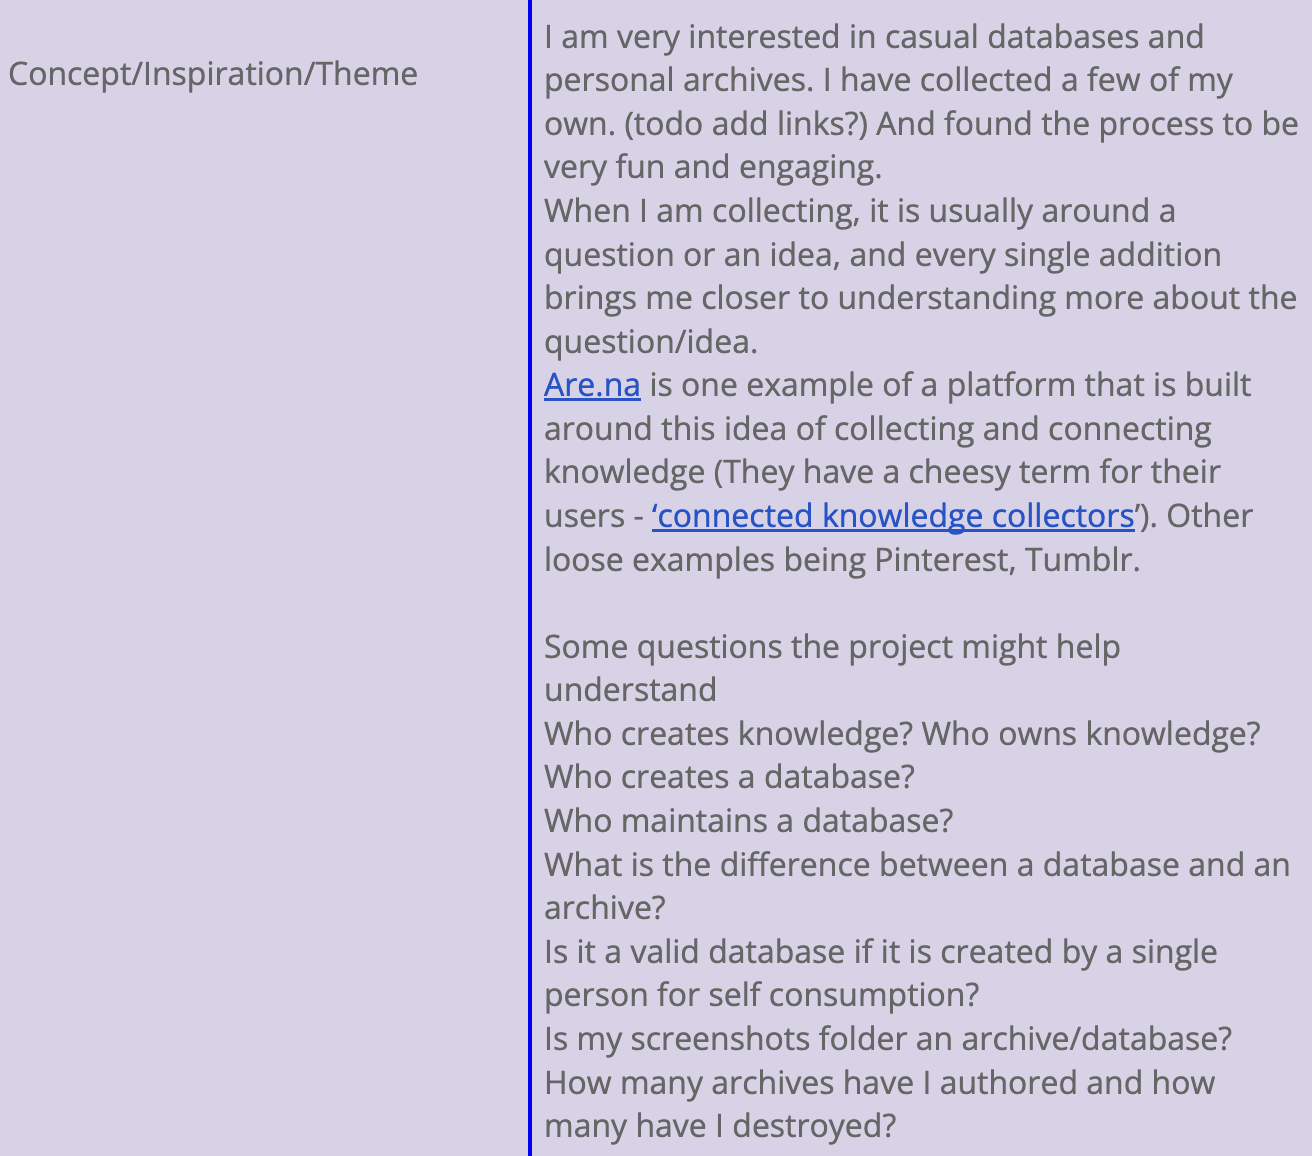 Concept/Inspiration/Theme
I am very interested in casual databases and
personal archives. I have collected a few of my
own. (todo add links?) And found the process to be
very fun and engaging.
When I am collecting, it is usually around a
question or an idea, and every single addition
brings me closer to understanding more about the
question/idea.
Are.na is one example of a platform that is built
around this idea of collecting and connecting
knowledge (They have a cheesy term for their
users - ‘connected knowledge collectors’). Other
loose examples being Pinterest, Tumblr.
Some questions the project might help
understand
Who creates knowledge? Who owns knowledge?
Who creates a database?
Who maintains a database?
What is the difference between a database and an
archive?
Is it a valid database if it is created by a single
person for self consumption?
Is my screenshots folder an archive/database?
How many archives have I authored and how
many have I destroyed?